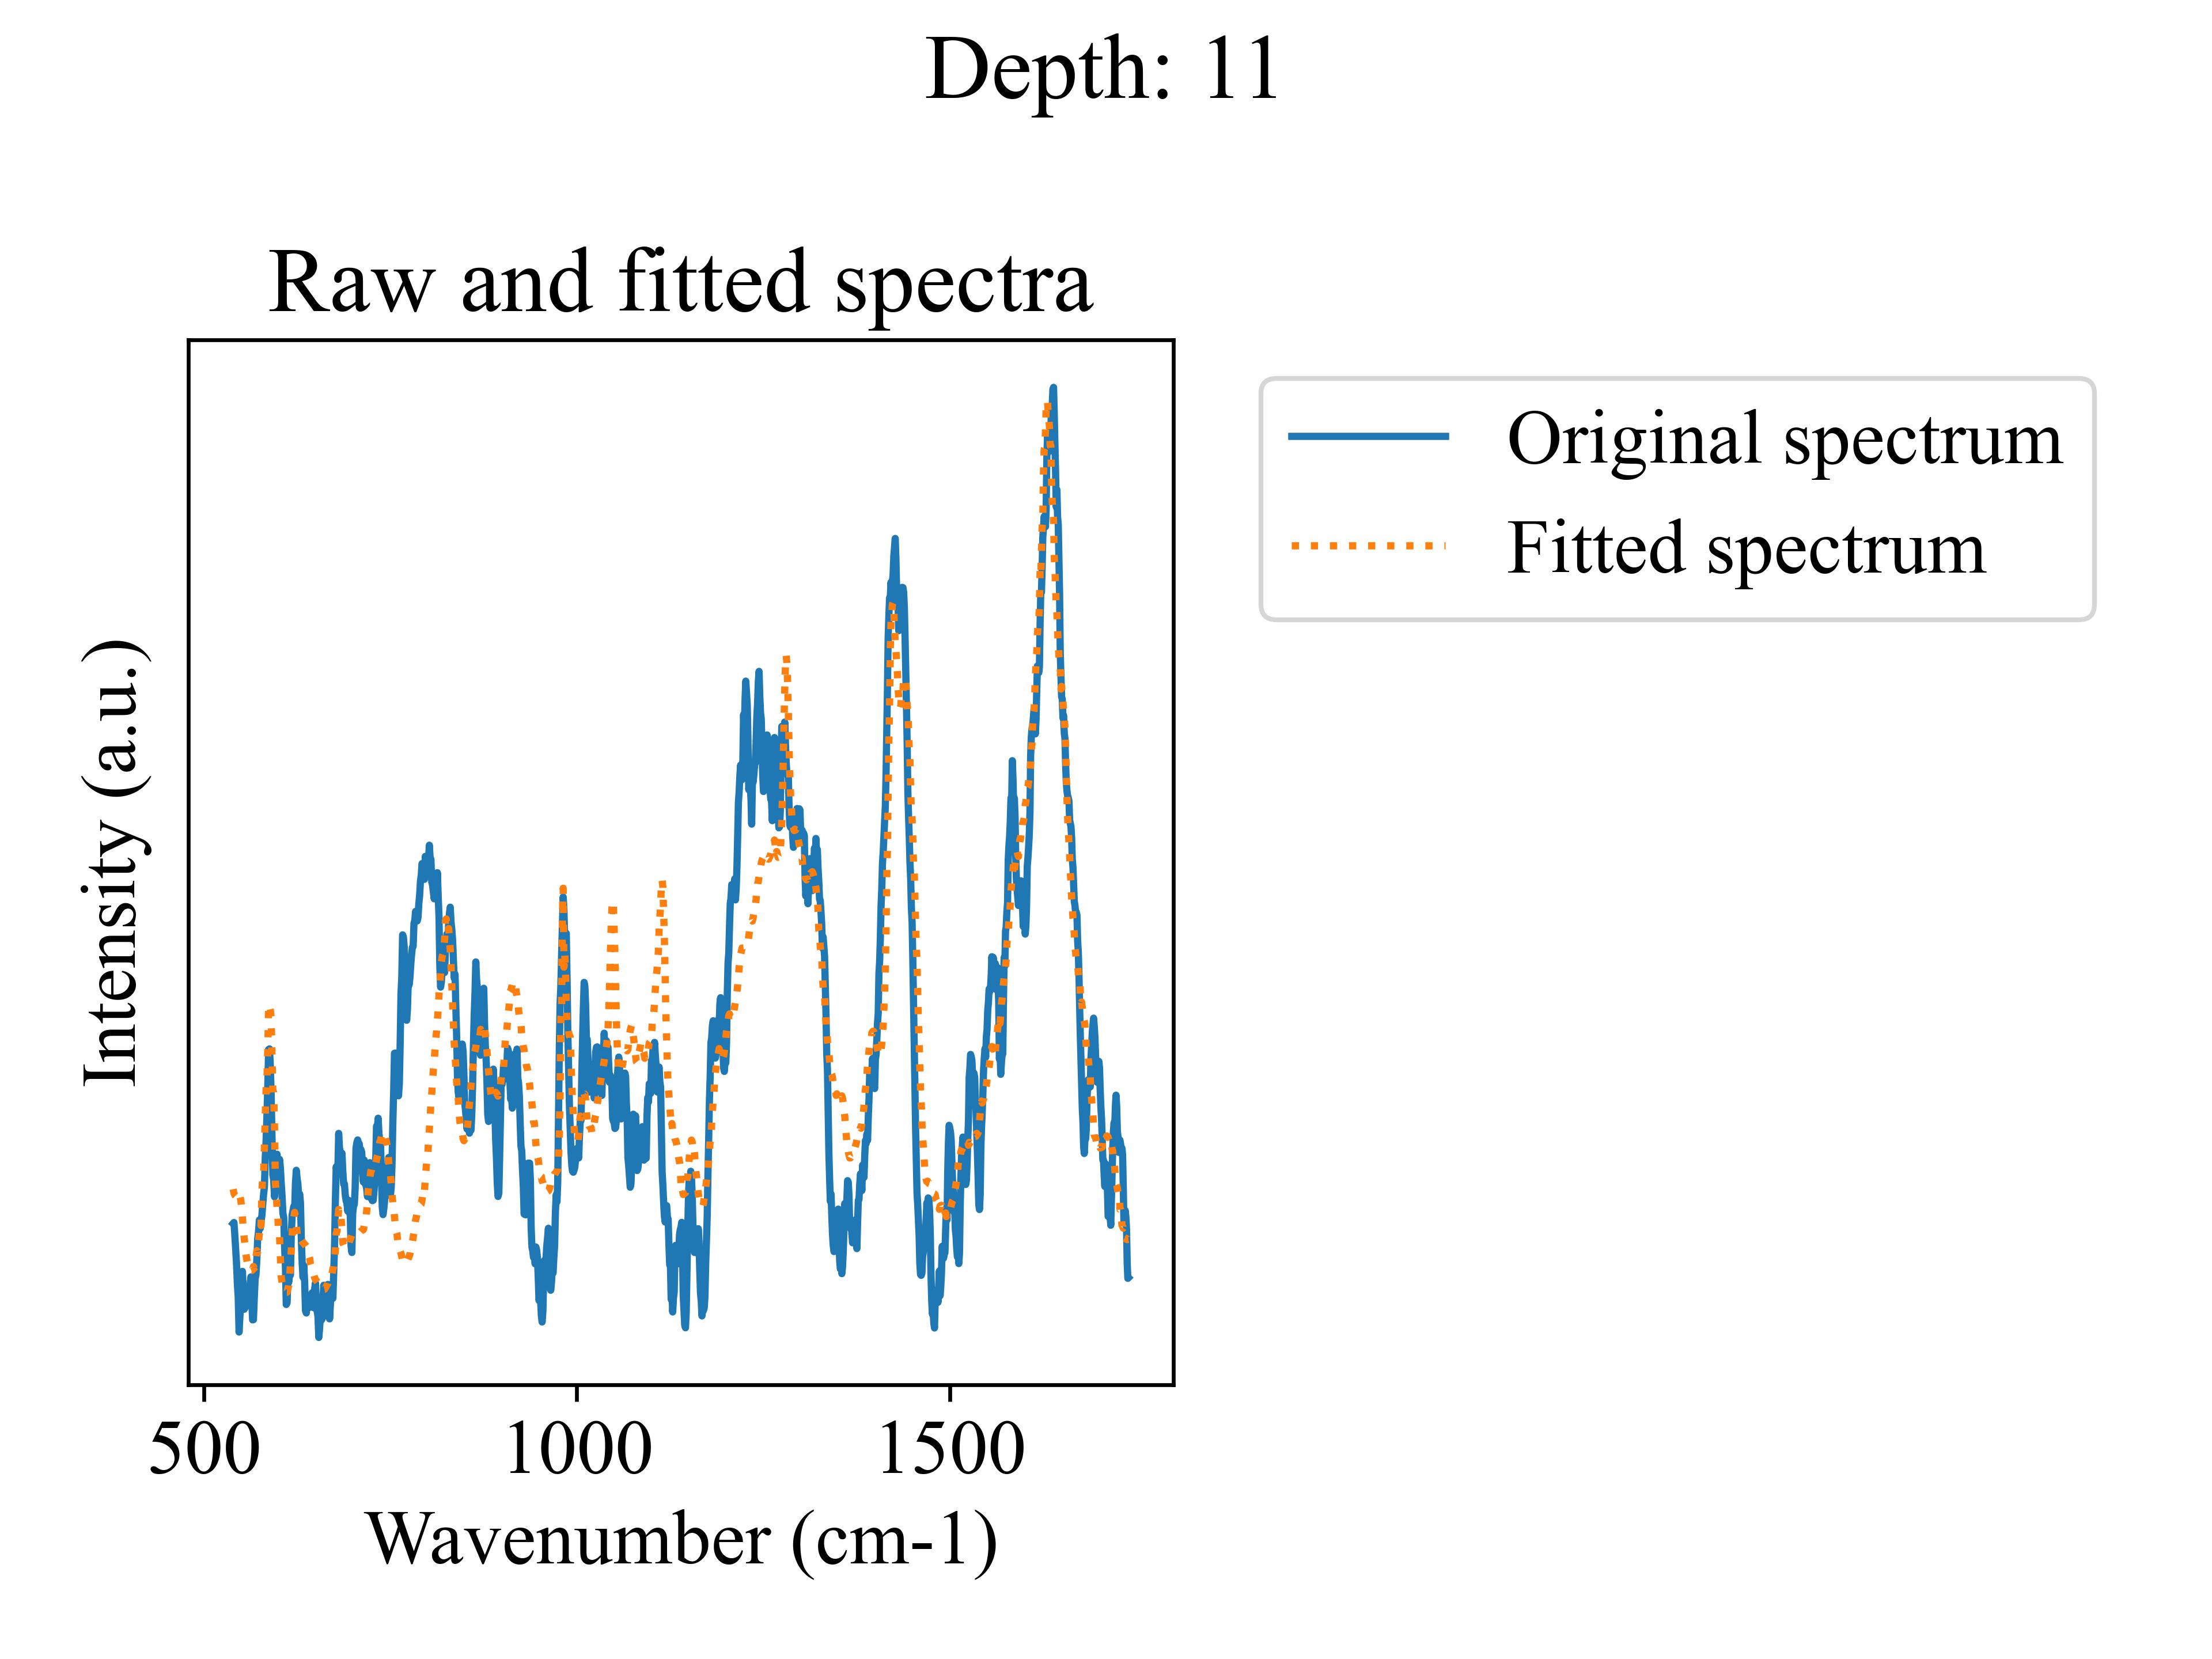 Depth: 11
Raw and fitted spectra
Original spectrum
Fitted spectrum
Intensity (a.u.)
500 1000 1500
Wavenumber (cm-1)